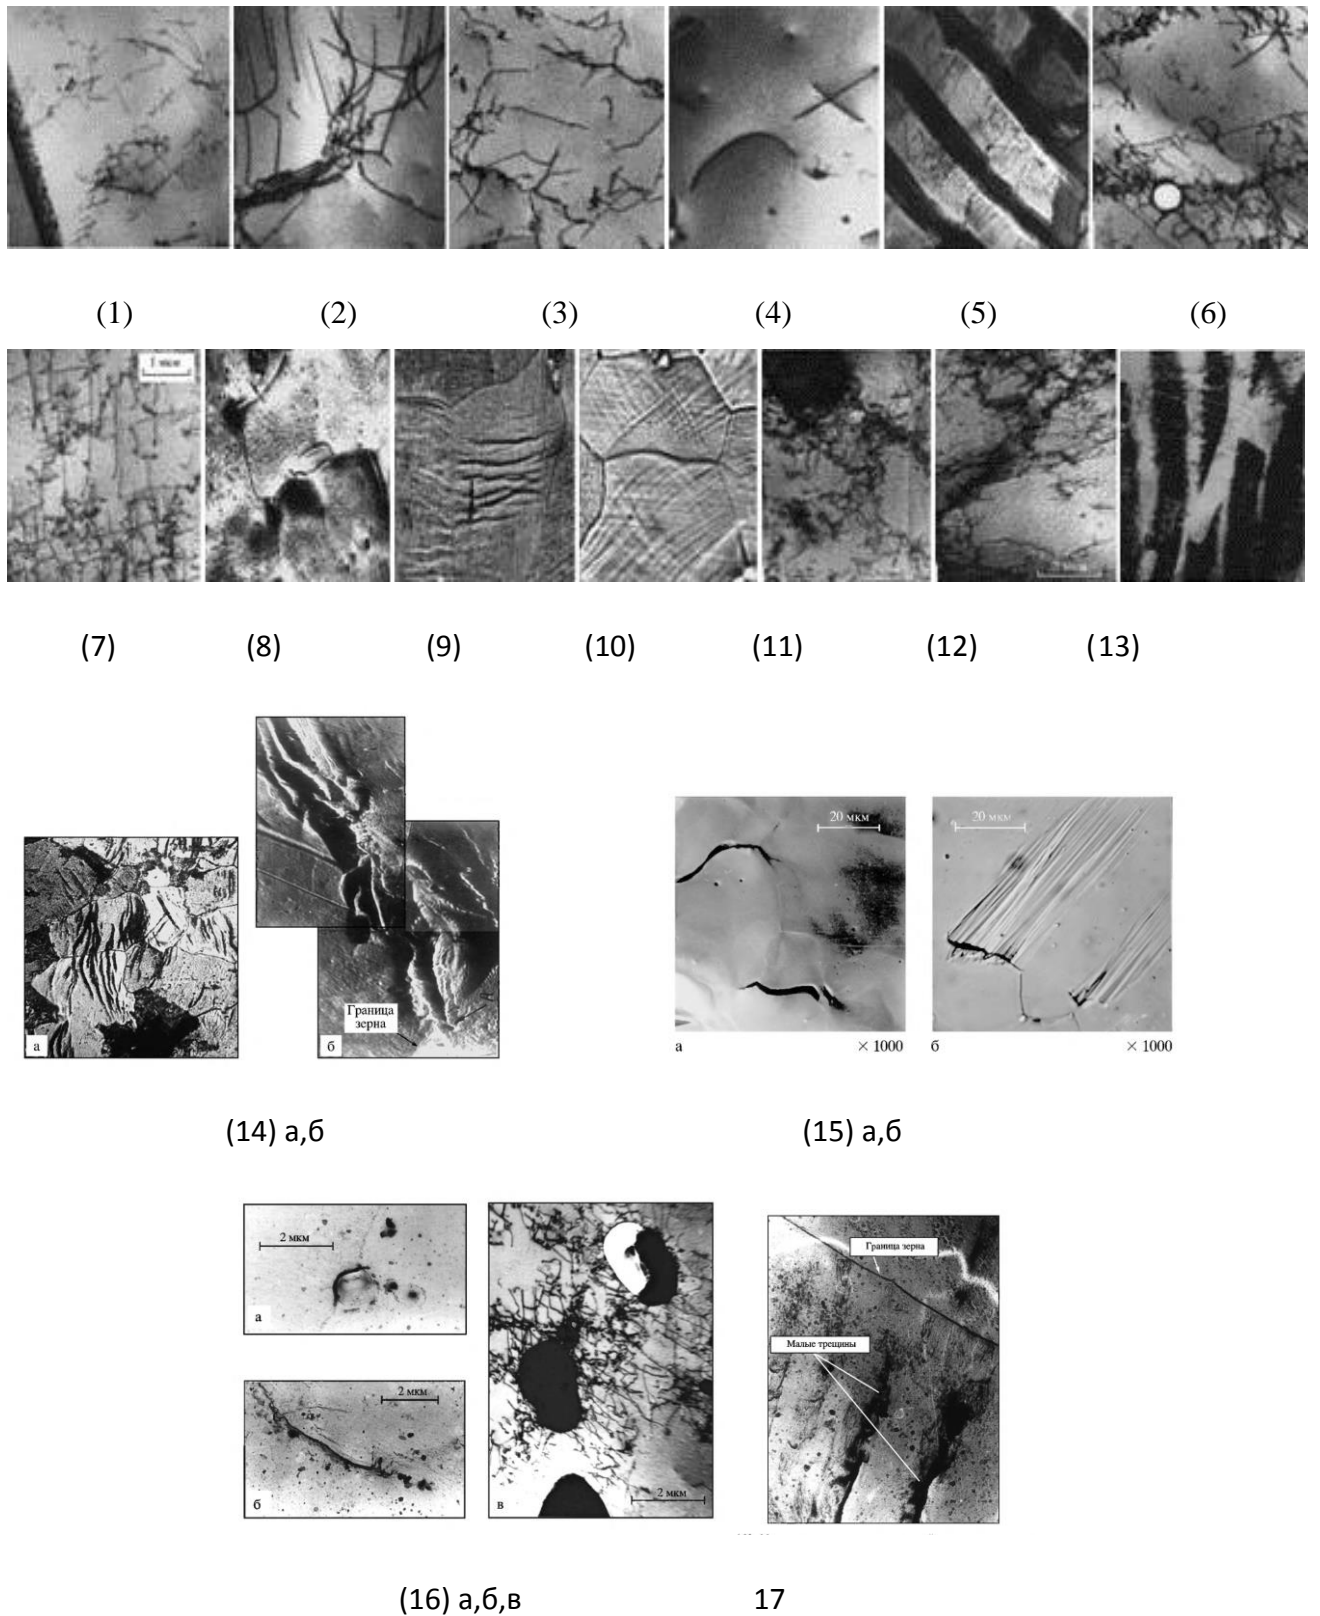 (1) (2) (3) (4) (5) (6)
1 мкм
(7) (8) (9) (10) (11) (12) (13)
а
Граница
зерна
б
20 мкм
20 мкм
а × 1000
б × 1000
(14) а,б (15) а,б
2 мкм
а
2 мкм
б
2 мкм
в
Граница зерна
Малые трещины
(16) а,б,в 17